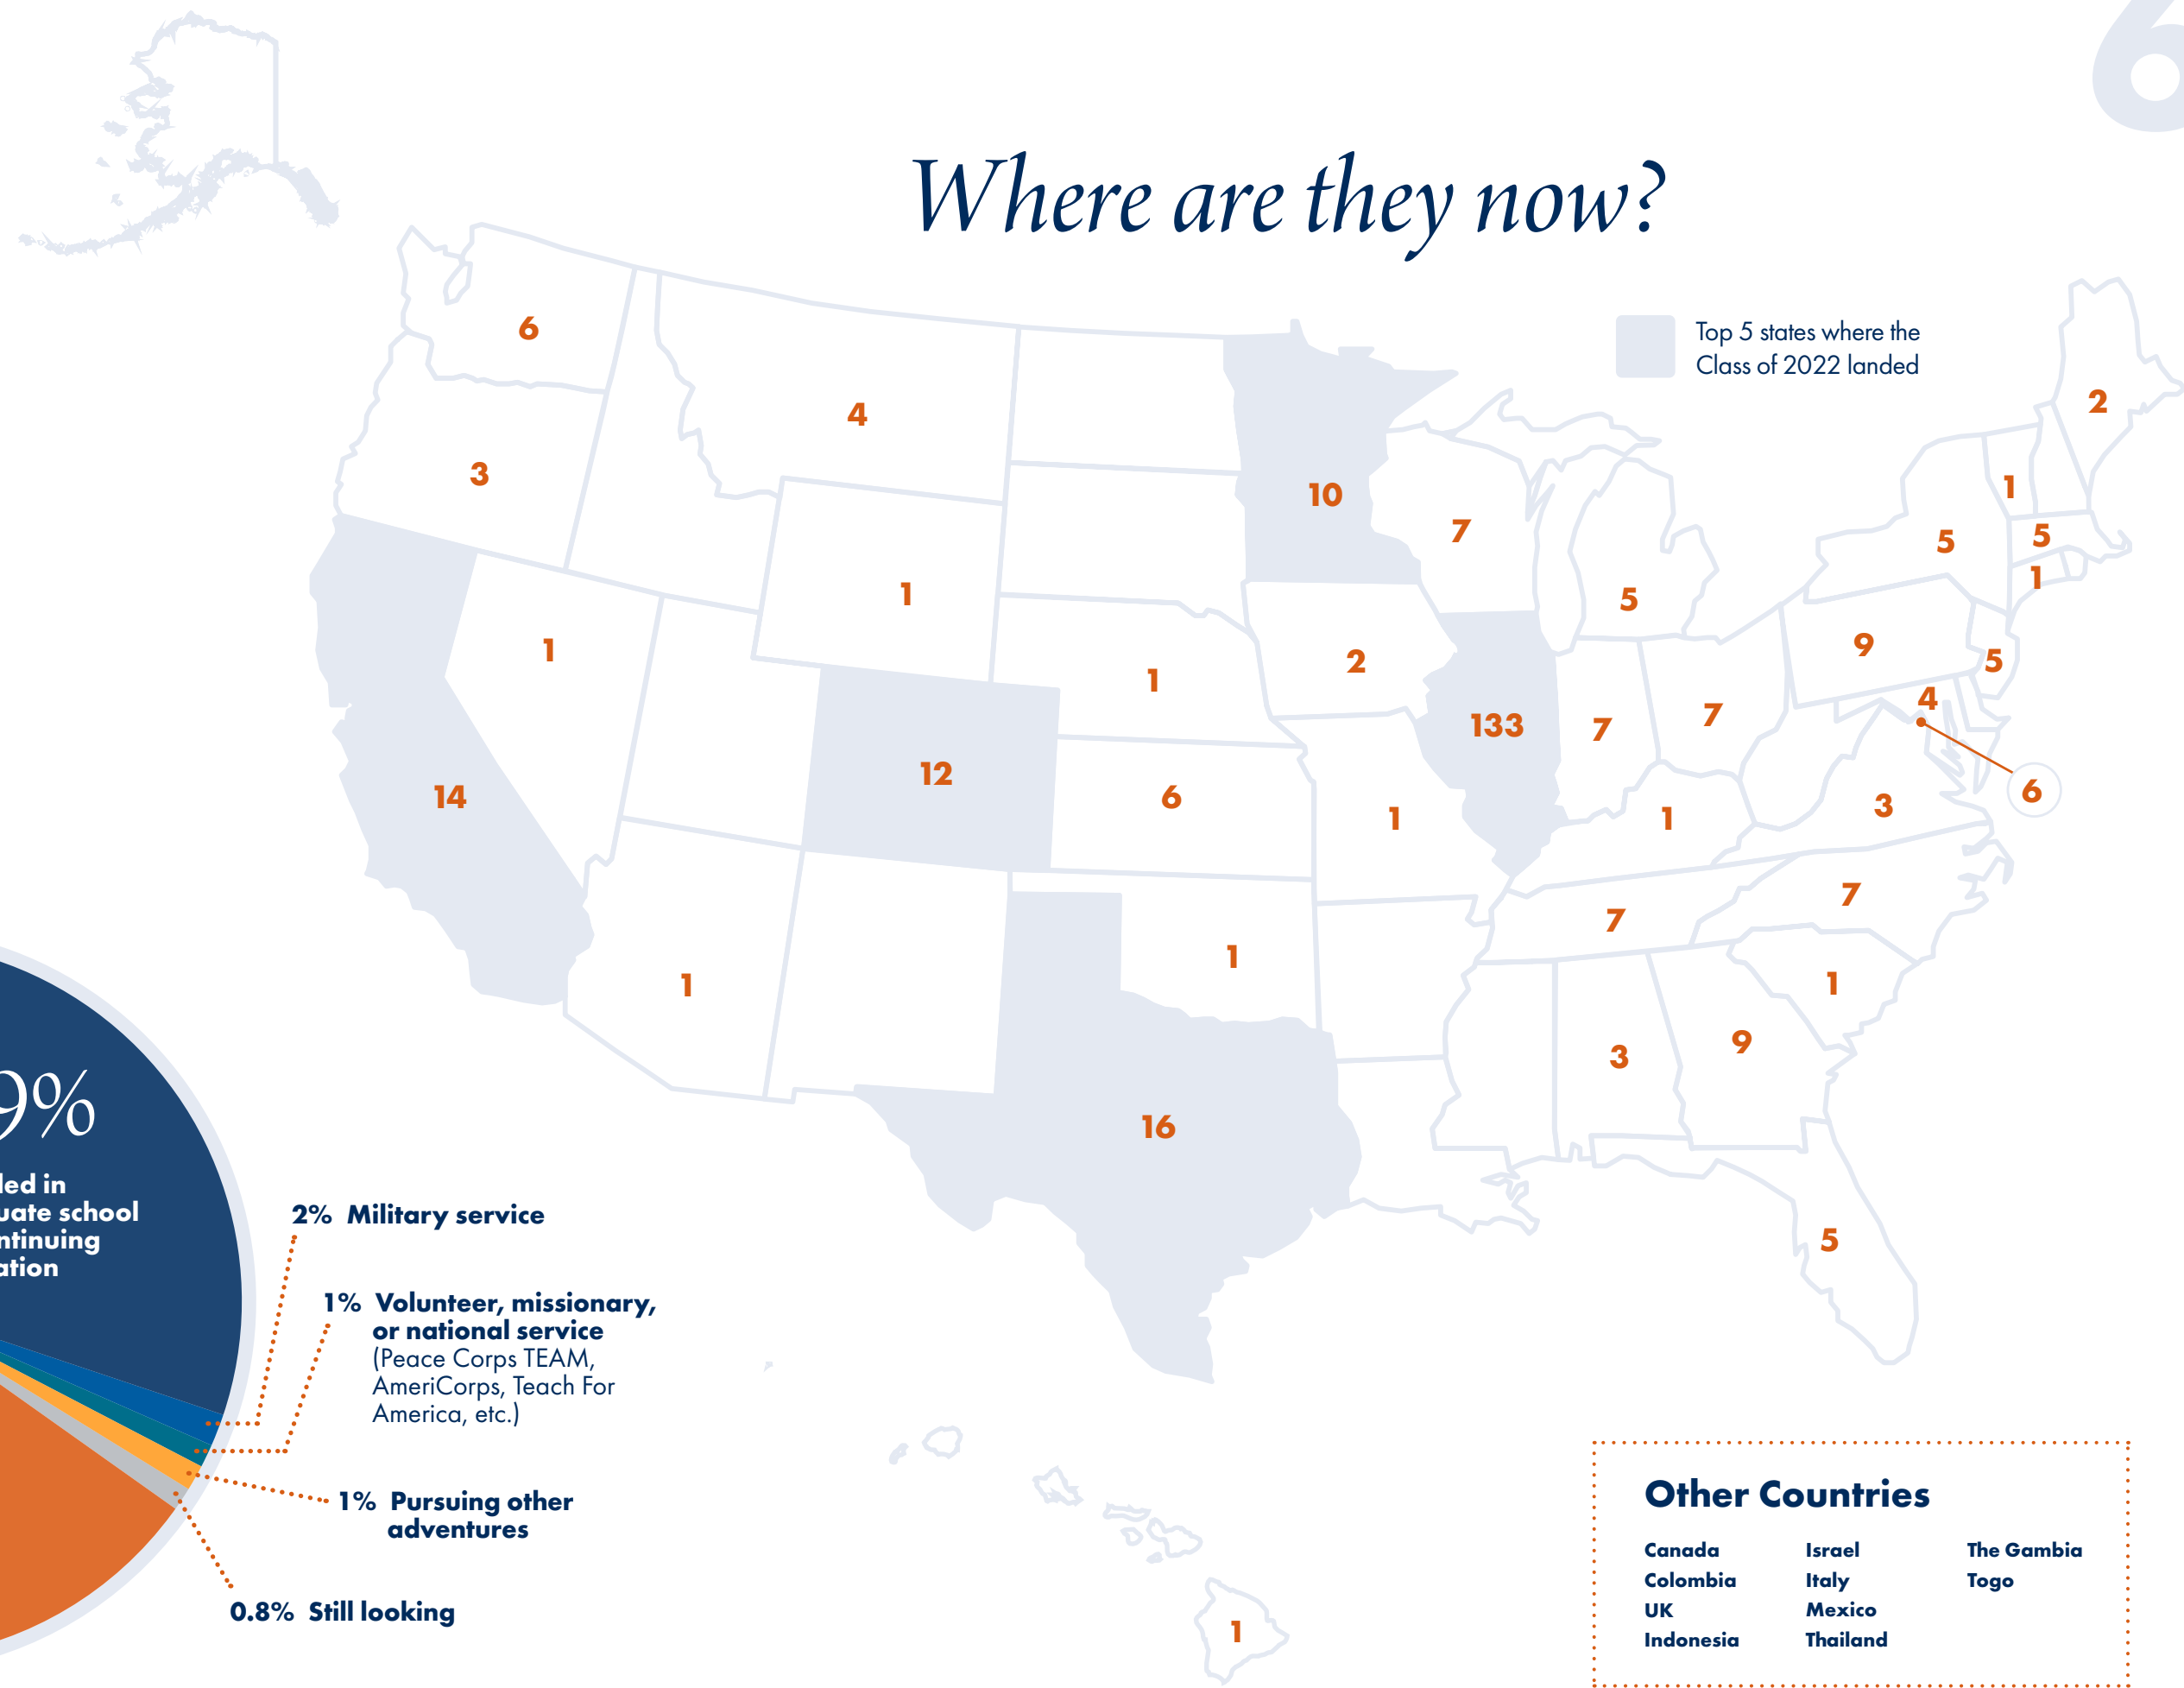 6
Where are they now?
Top 5 states where the
Class of 2022 landed
6
4
3
2
10
1
7
5
5
1
5
1
1
2
1
9
5
4
133
7
7
14
12
6
1
1
3
6
7
7
1
1
1
3
9
16
5
1
9%
uate school
2% Military service
1% Volunteer, missionary,
or national service
(Peace Corps TEAM,
AmeriCorps, Teach For
America, etc.)
1% Pursuing other
adventures
0.8% Still looking
Other Countries
Canada
Colombia
UK
Indonesia
Israel
Italy
Mexico
Thailand
The Gambia
Togo